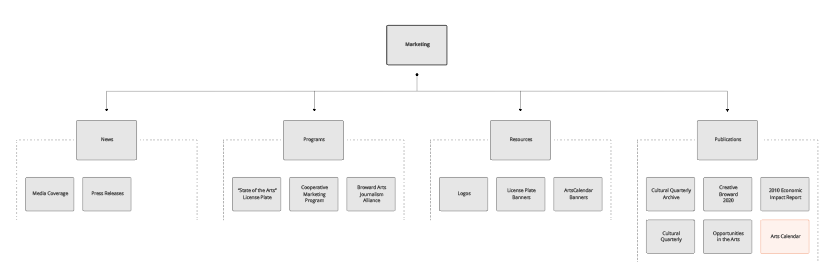 Marketing
News
Programs
Resources
Publications
Media Coverage
Press Releases
"State of the Arts"
License Plate
Cooperative
Marketing
Program
Broward Arts
Journalism
Alliance
Logos
License Plate
Banners
ArtsCalendar
Banners
Cultural Quarterly
Archive
Creative
Broward
2020
2010 Economic
Impact Report
Cultural
Quarterly
Opportunities
in the Arts
Arts Calendar